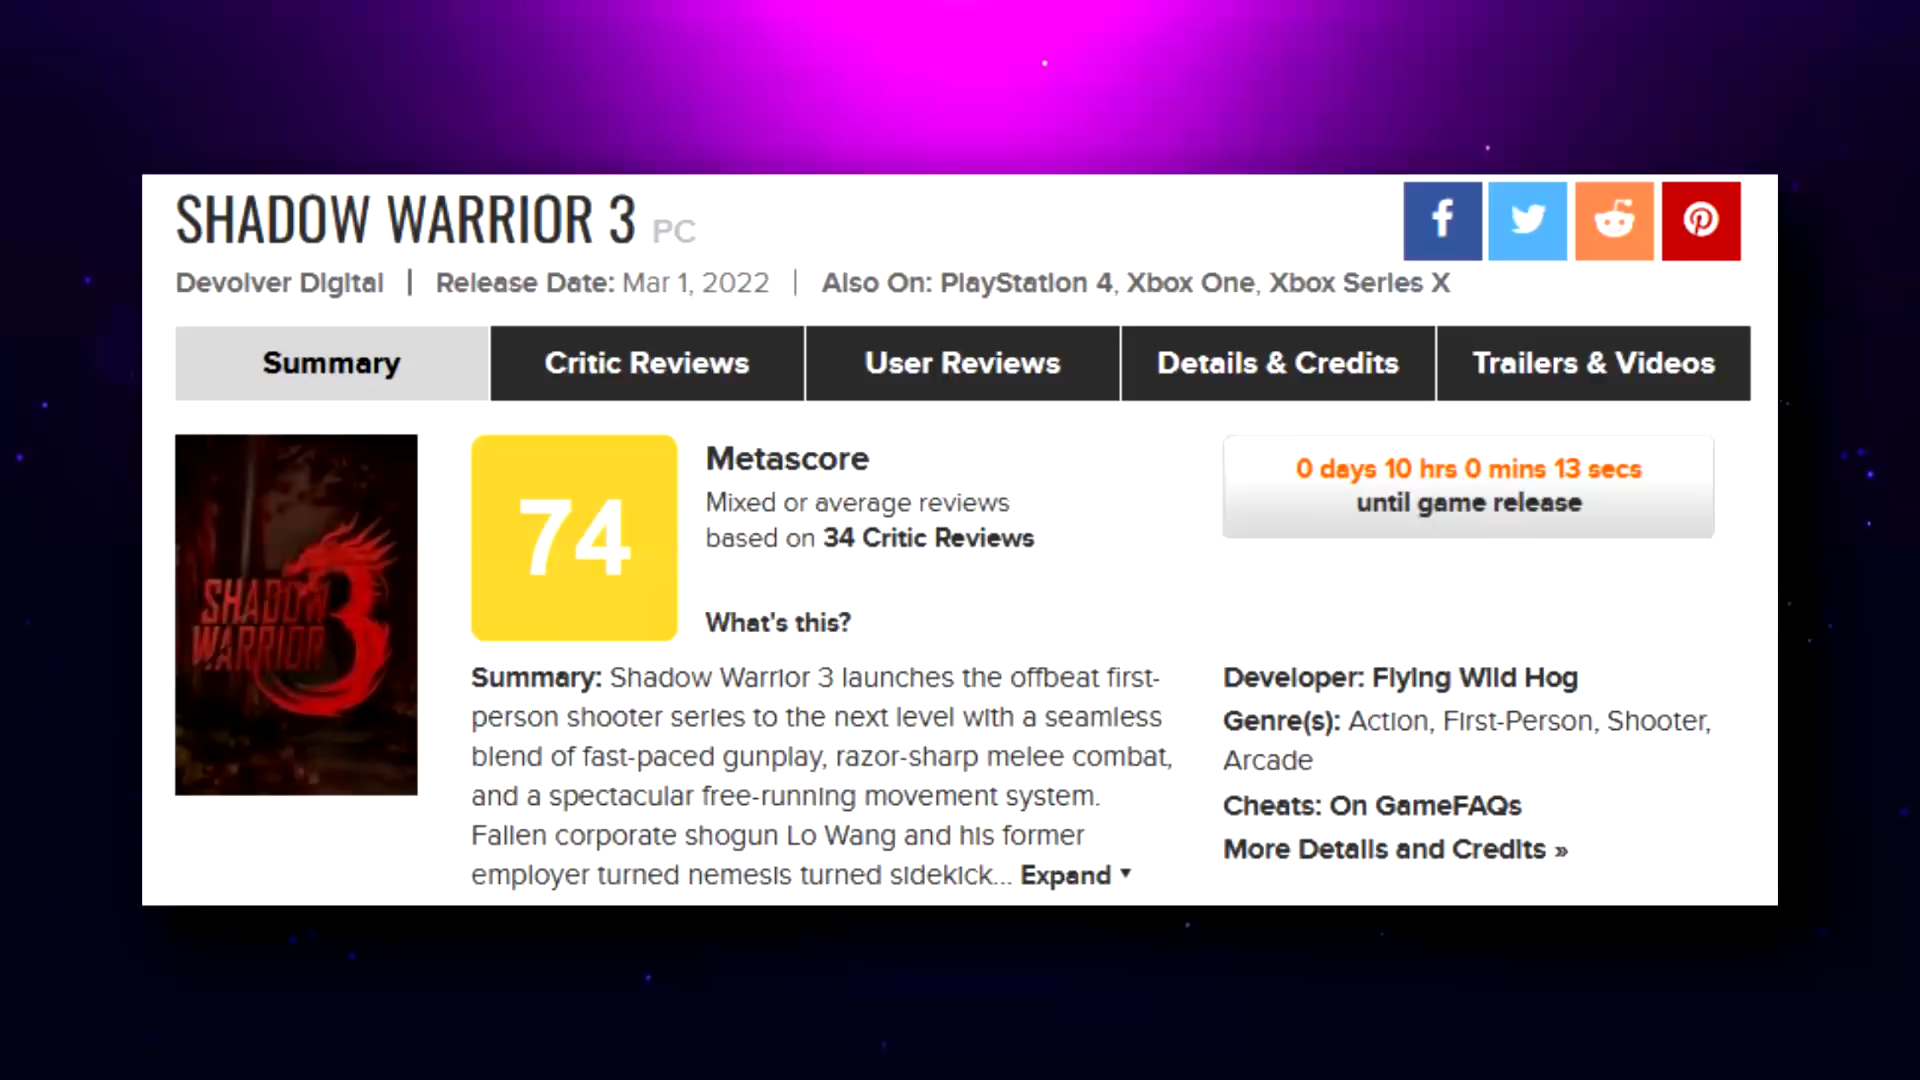 SHADOW WARRIOR 3 PC
Devolver Digital | Release Date: Mar 1, 2022 | Also On: PlayStation 4, Xbox One, Xbox Series X
Summary Critic Reviews User Reviews Details & Credits Trailers & Videos
SHADOW
WARRIOR 3
74
Metascore
Mixed or average reviews
based on 34 Critic Reviews
What's this?
0 days 10 hrs 0 mins 13 secs
until game release
Summary: Shadow Warrior 3 launches the offbeat first-
person shooter series to the next level with a seamless
blend of fast-paced gunplay, razor-sharp melee combat,
and a spectacular free-running movement system.
Fallen corporate shogun Lo Wang and his former
employer turned nemesis turned sidekick... Expand ▼
Developer: Flying Wild Hog
Genre(s): Action, First-Person, Shooter,
Arcade
Cheats: On GameFAQs
More Details and Credits »